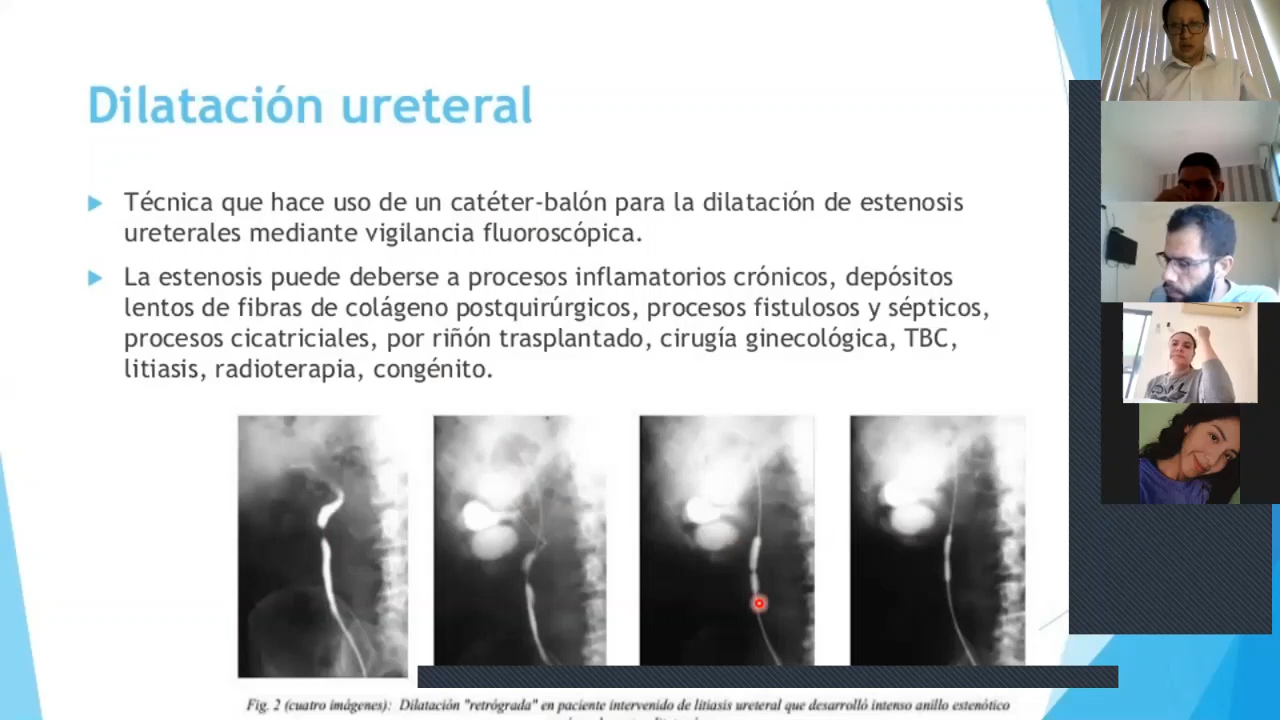 Dilatación ureteral
Técnica que hace uso de un catéter-balón para la dilatación de estenosis
ureterales mediante vigilancia fluoroscópica.
La estenosis puede deberse a procesos inflamatorios crónicos, depósitos
lentos de fibras de colágeno postquirúrgicos, procesos fistulosos y sépticos,
procesos cicatriciales, por riñón trasplantado, cirugía ginecológica, TBC,
litiasis, radioterapia, congénito.
Fig. 2 (cuatro imágenes): Dilatación "retrógrada" en paciente intervenido de litiasis ureteral que desarrolló intenso anillo estenótico